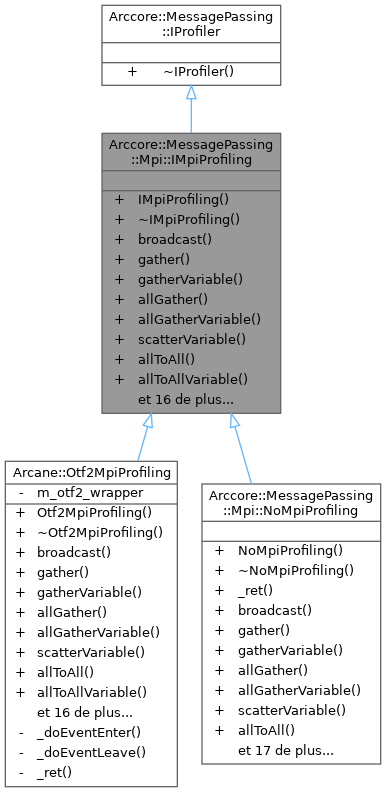 Arccore::MessagePassing
::IProfiler
+ ~IProfiler()
Arccore::MessagePassing
::Mpi::IMpiProfiling
+ IMpiProfiling()
+ ~IMpiProfiling()
+ broadcast()
+ gather()
+ gatherVariable()
+ allGather()
+ allGatherVariable()
+ scatterVariable()
+ allToAll()
+ allToAllVariable()
et 16 de plus...
Arcane::Otf2MpiProfiling
- m_otf2_wrapper
+ Otf2MpiProfiling()
+ ~Otf2MpiProfiling()
+ broadcast()
+ gather()
+ gatherVariable()
+ allGather()
+ allGatherVariable()
+ scatterVariable()
+ allToAll()
+ allToAllVariable()
et 16 de plus...
- _doEventEnter()
- _doEventLeave()
- _ret()
Arccore::MessagePassing
::Mpi::NoMpiProfiling
+ NoMpiProfiling()
+ ~NoMpiProfiling()
+ _ret()
+ broadcast()
+ gather()
+ gatherVariable()
+ allGather()
+ allGatherVariable()
+ scatterVariable()
+ allToAll()
et 17 de plus...